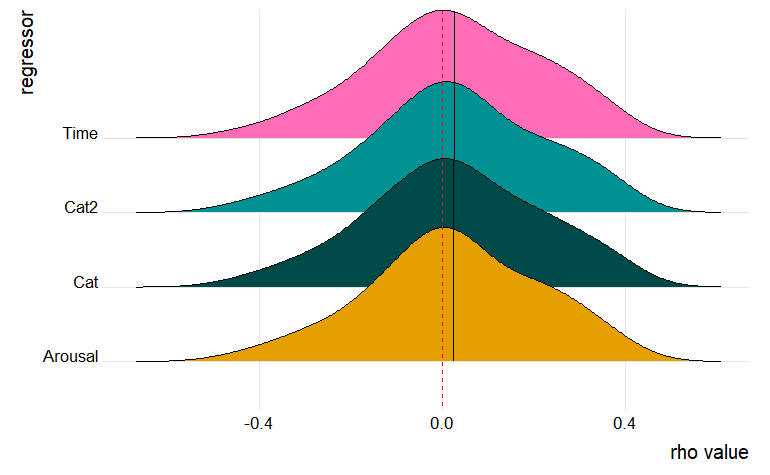 regressor
Time
Cat2
Cat
Arousal
-0.4
0.0
0.4
rho value